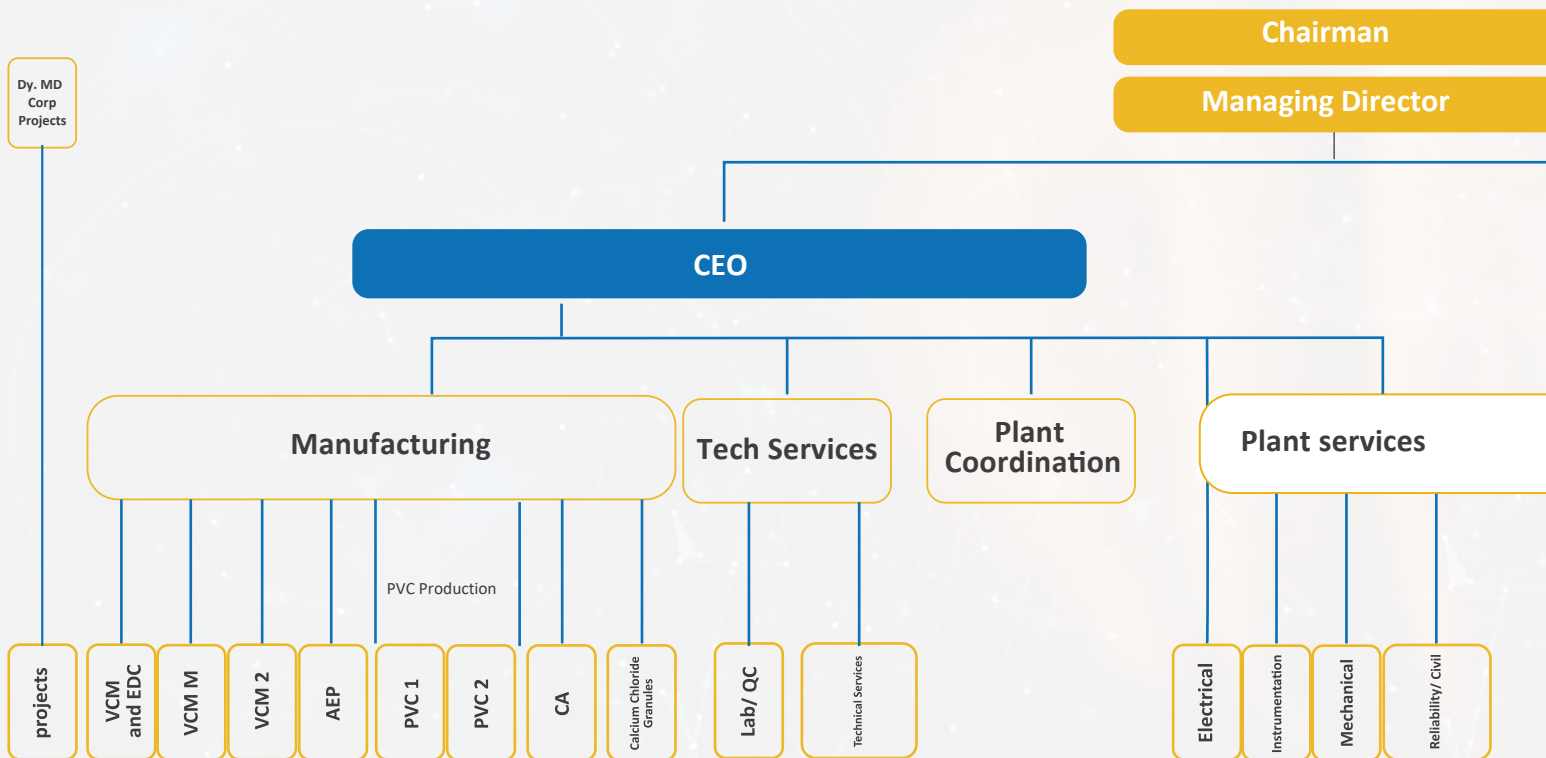 Chairman
Dy. MD
Corp
Projects
Managing Director
CEO
Manufacturing
Tech Services
Plant
Coordination
Plant services
PVC Production
projects
VCM
and EDC
VCM M
VCM 2
AEP
PVC 1
PVC 2
CA
Calcium Chloride
Granules
Lab/ QC
Technical Services
Electrical
Instrumentation
Mechanical
Reliability/ Civil